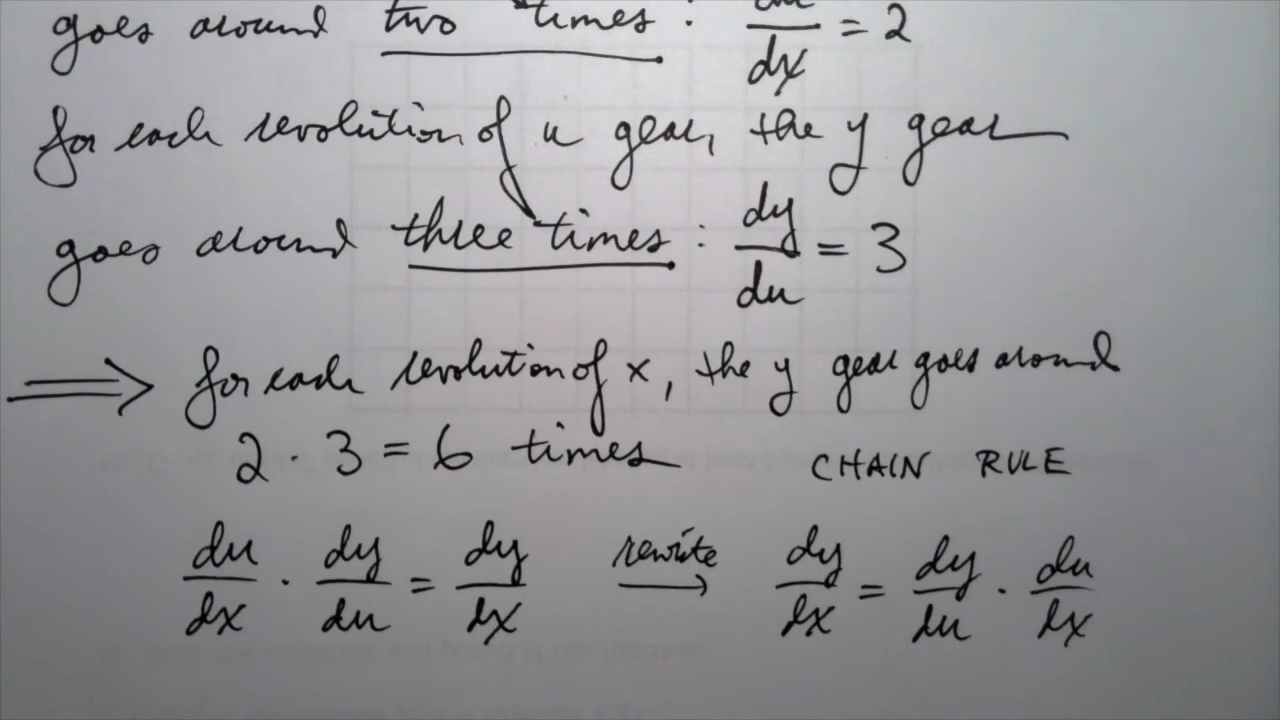 goes around two times : du/dx = 2
for each revolution of u gear, the y gear
goes around three times : dy/du = 3
⟹ for each revolution of x, the y gear goes around
2 · 3 = 6 times CHAIN RULE
du/dx · dy/du = dy/dx rewrite → dy/dx = dy/du · du/dx